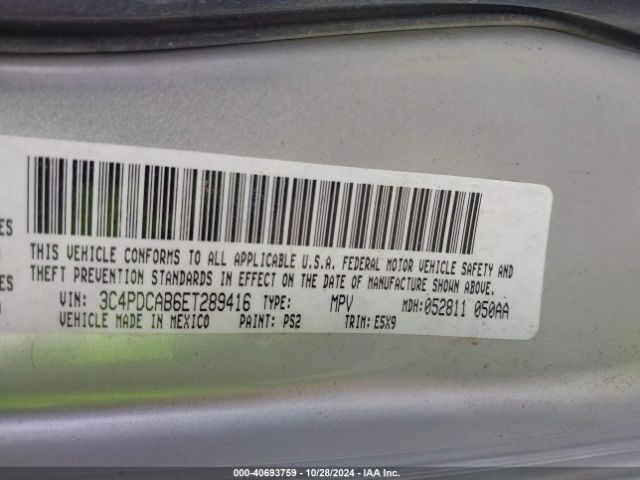 ES
THIS VEHICLE CONFORMS TO ALL APPLICABLE U.S.A. FEDERAL MOTOR VEHICLE SAFETY AND
ES THEFT PREVENTION STANDARDS IN EFFECT ON THE DATE OF MANUFACTURE SHOWN ABOVE.
VIN: 3C4PDCAB6ET289416 TYPE: MPV MDH:052811 050AA
VEHICLE MADE IN MEXICO PAINT: PS2 TRIM: E5X9
000-40693759 - 10/28/2024 - IAA Inc.